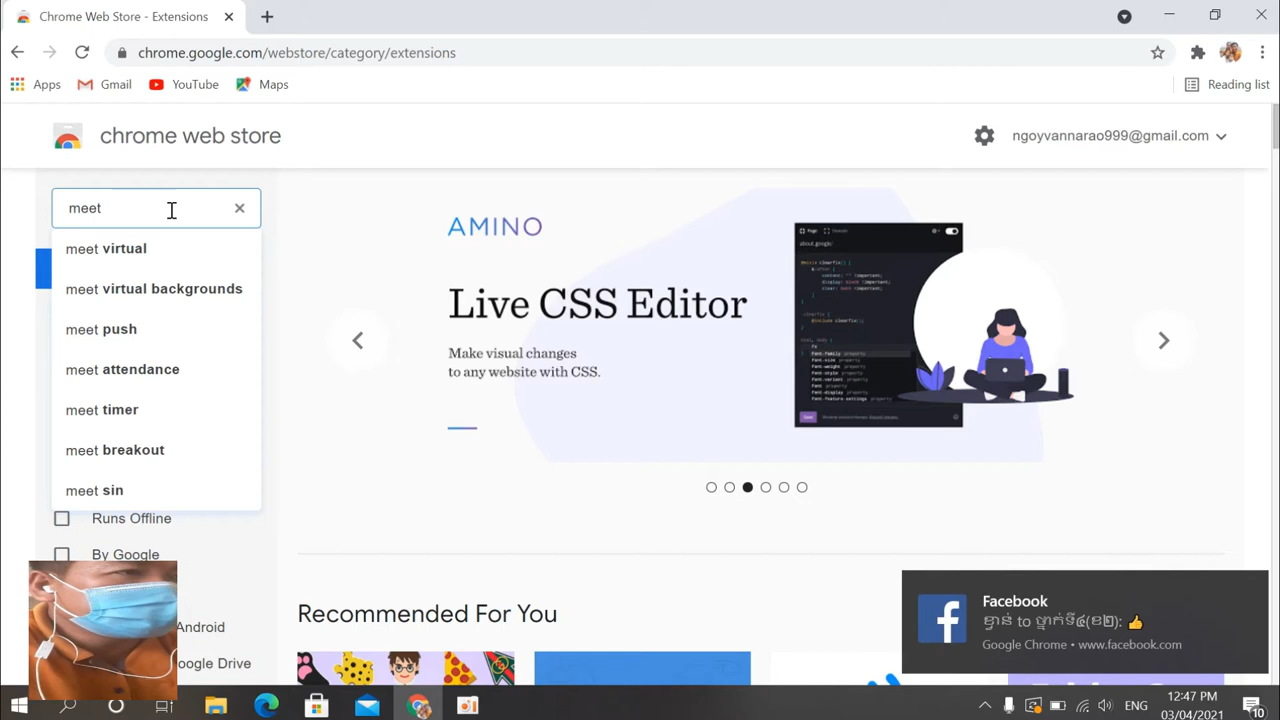 Chrome Web Store - Extensions
chrome.google.com/webstore/category/extensions
Apps Gmail YouTube Maps Reading list
chrome web store
ngoyvannarao999@gmail.com
meet
meet virtual
meet virtual backrounds
meet push
meet attendance
meet timer
meet breakout
meet sin
Runs Offline
By Google
Android
oogle Drive
AMINO
Live CSS Editor
Make visual changes
to any website with CSS.
Recommended For You
Facebook
Google Chrome • www.facebook.com
ENG
12:47 PM
03/04/2021
10